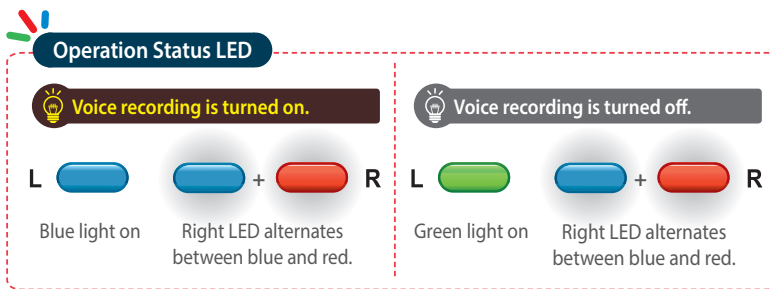 Operation Status LED
Voice recording is turned on.
L + R
Blue light on
Right LED alternates
between blue and red.
Voice recording is turned off.
L + R
Green light on
Right LED alternates
between blue and red.